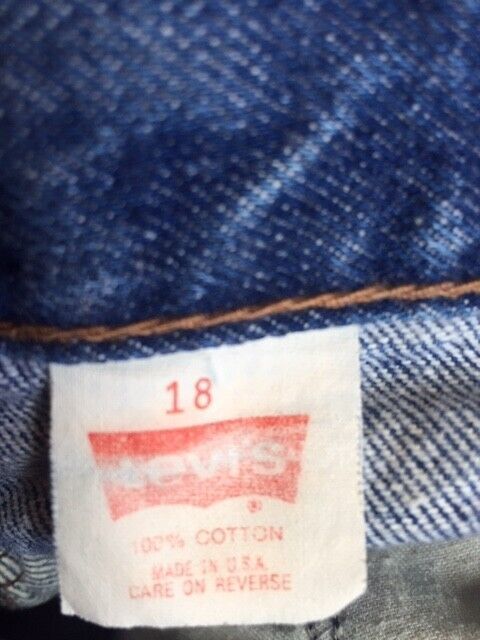 18
Levi's
®
100% COTTON
MADE IN U.S.A.
CARE ON REVERSE